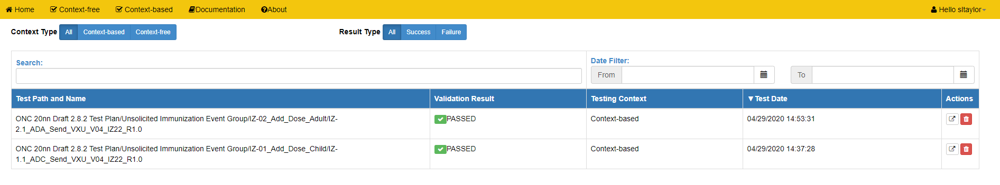 Home Context-free Context-based Documentation About Hello sltaylor
Context Type All Context-based Context-free Result Type All Success Failure
Search: Date Filter:
From To
Test Path and Name Validation Result Testing Context ▼Test Date Actions
ONC 20nn Draft 2.8.2 Test Plan/Unsolicited Immunization Event Group/IZ-02_Add_Dose_Adult/IZ- PASSED Context-based 04/29/2020 14:53:31
2.1_ADA_Send_VXU_V04_IZ22_R1.0
ONC 20nn Draft 2.8.2 Test Plan/Unsolicited Immunization Event Group/IZ-01_Add_Dose_Child/IZ- PASSED Context-based 04/29/2020 14:37:28
1.1_ADC_Send_VXU_V04_IZ22_R1.0